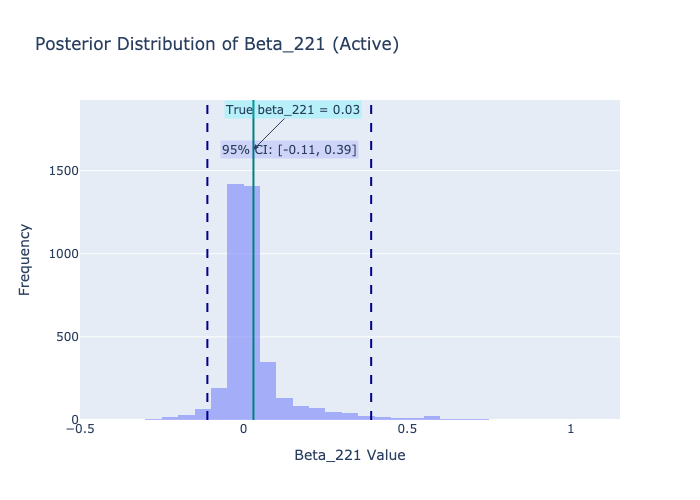 Posterior Distribution of Beta_221 (Active)
True beta_221 = 0.03
95% CI: [-0.11, 0.39]
1500
1000
500
0
Frequency
−0.5
0
0.5
1
Beta_221 Value